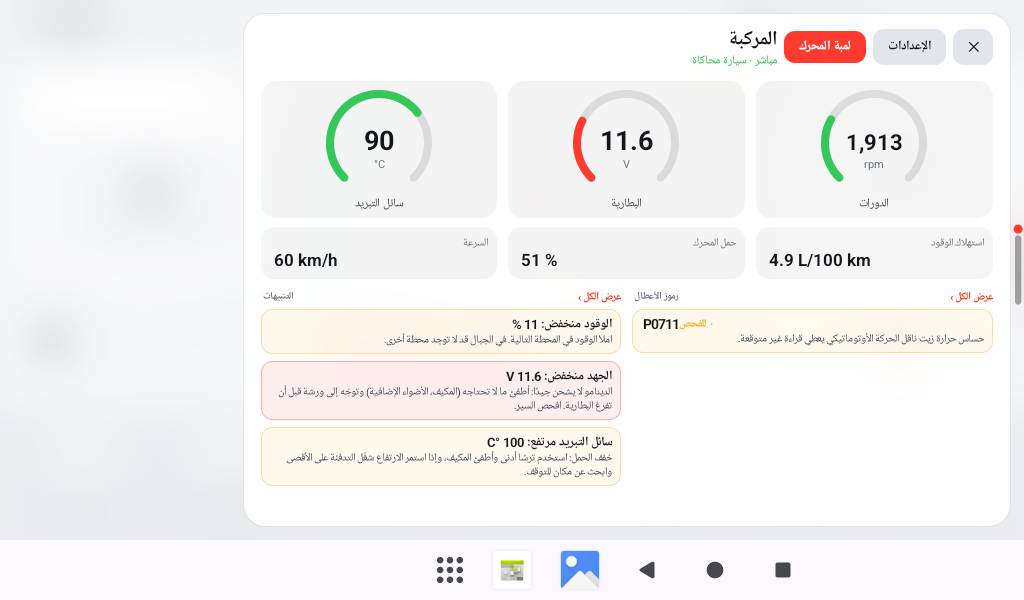 المركبة
مباشر · سيارة محاكاة
لمبة المحرك
الإعدادات
1,913
rpm
الدورات
11.6
V
البطارية
90
°C
سائل التبريد
استهلاك الوقود
4.9 L/100 km
حمل المحرك
51 %
السرعة
60 km/h
رموز الأعطال
عرض الكل ›
P0711 · للفحص
حساس حرارة زيت ناقل الحركة الأوتوماتيكي يعطي قراءة غير متوقعة.
التنبيهات
عرض الكل ›
الوقود منخفض: 11 %
املأ الوقود في المحطة التالية. في الجبال قد لا توجد محطة أخرى.
الجهد منخفض: 11.6 V
الدينامو لا يشحن جيدًا: أطفئ ما لا تحتاجه (المكيف، الأضواء الإضافية) وتوجّه إلى ورشة قبل أن
تفرغ البطارية. افحص السير.
سائل التبريد مرتفع: 100 °C
خفف الحمل: استخدم ترسًا أدنى وأطفئ المكيف، وإذا استمر الارتفاع شغّل التدفئة على الأقصى
وابحث عن مكان للتوقف.